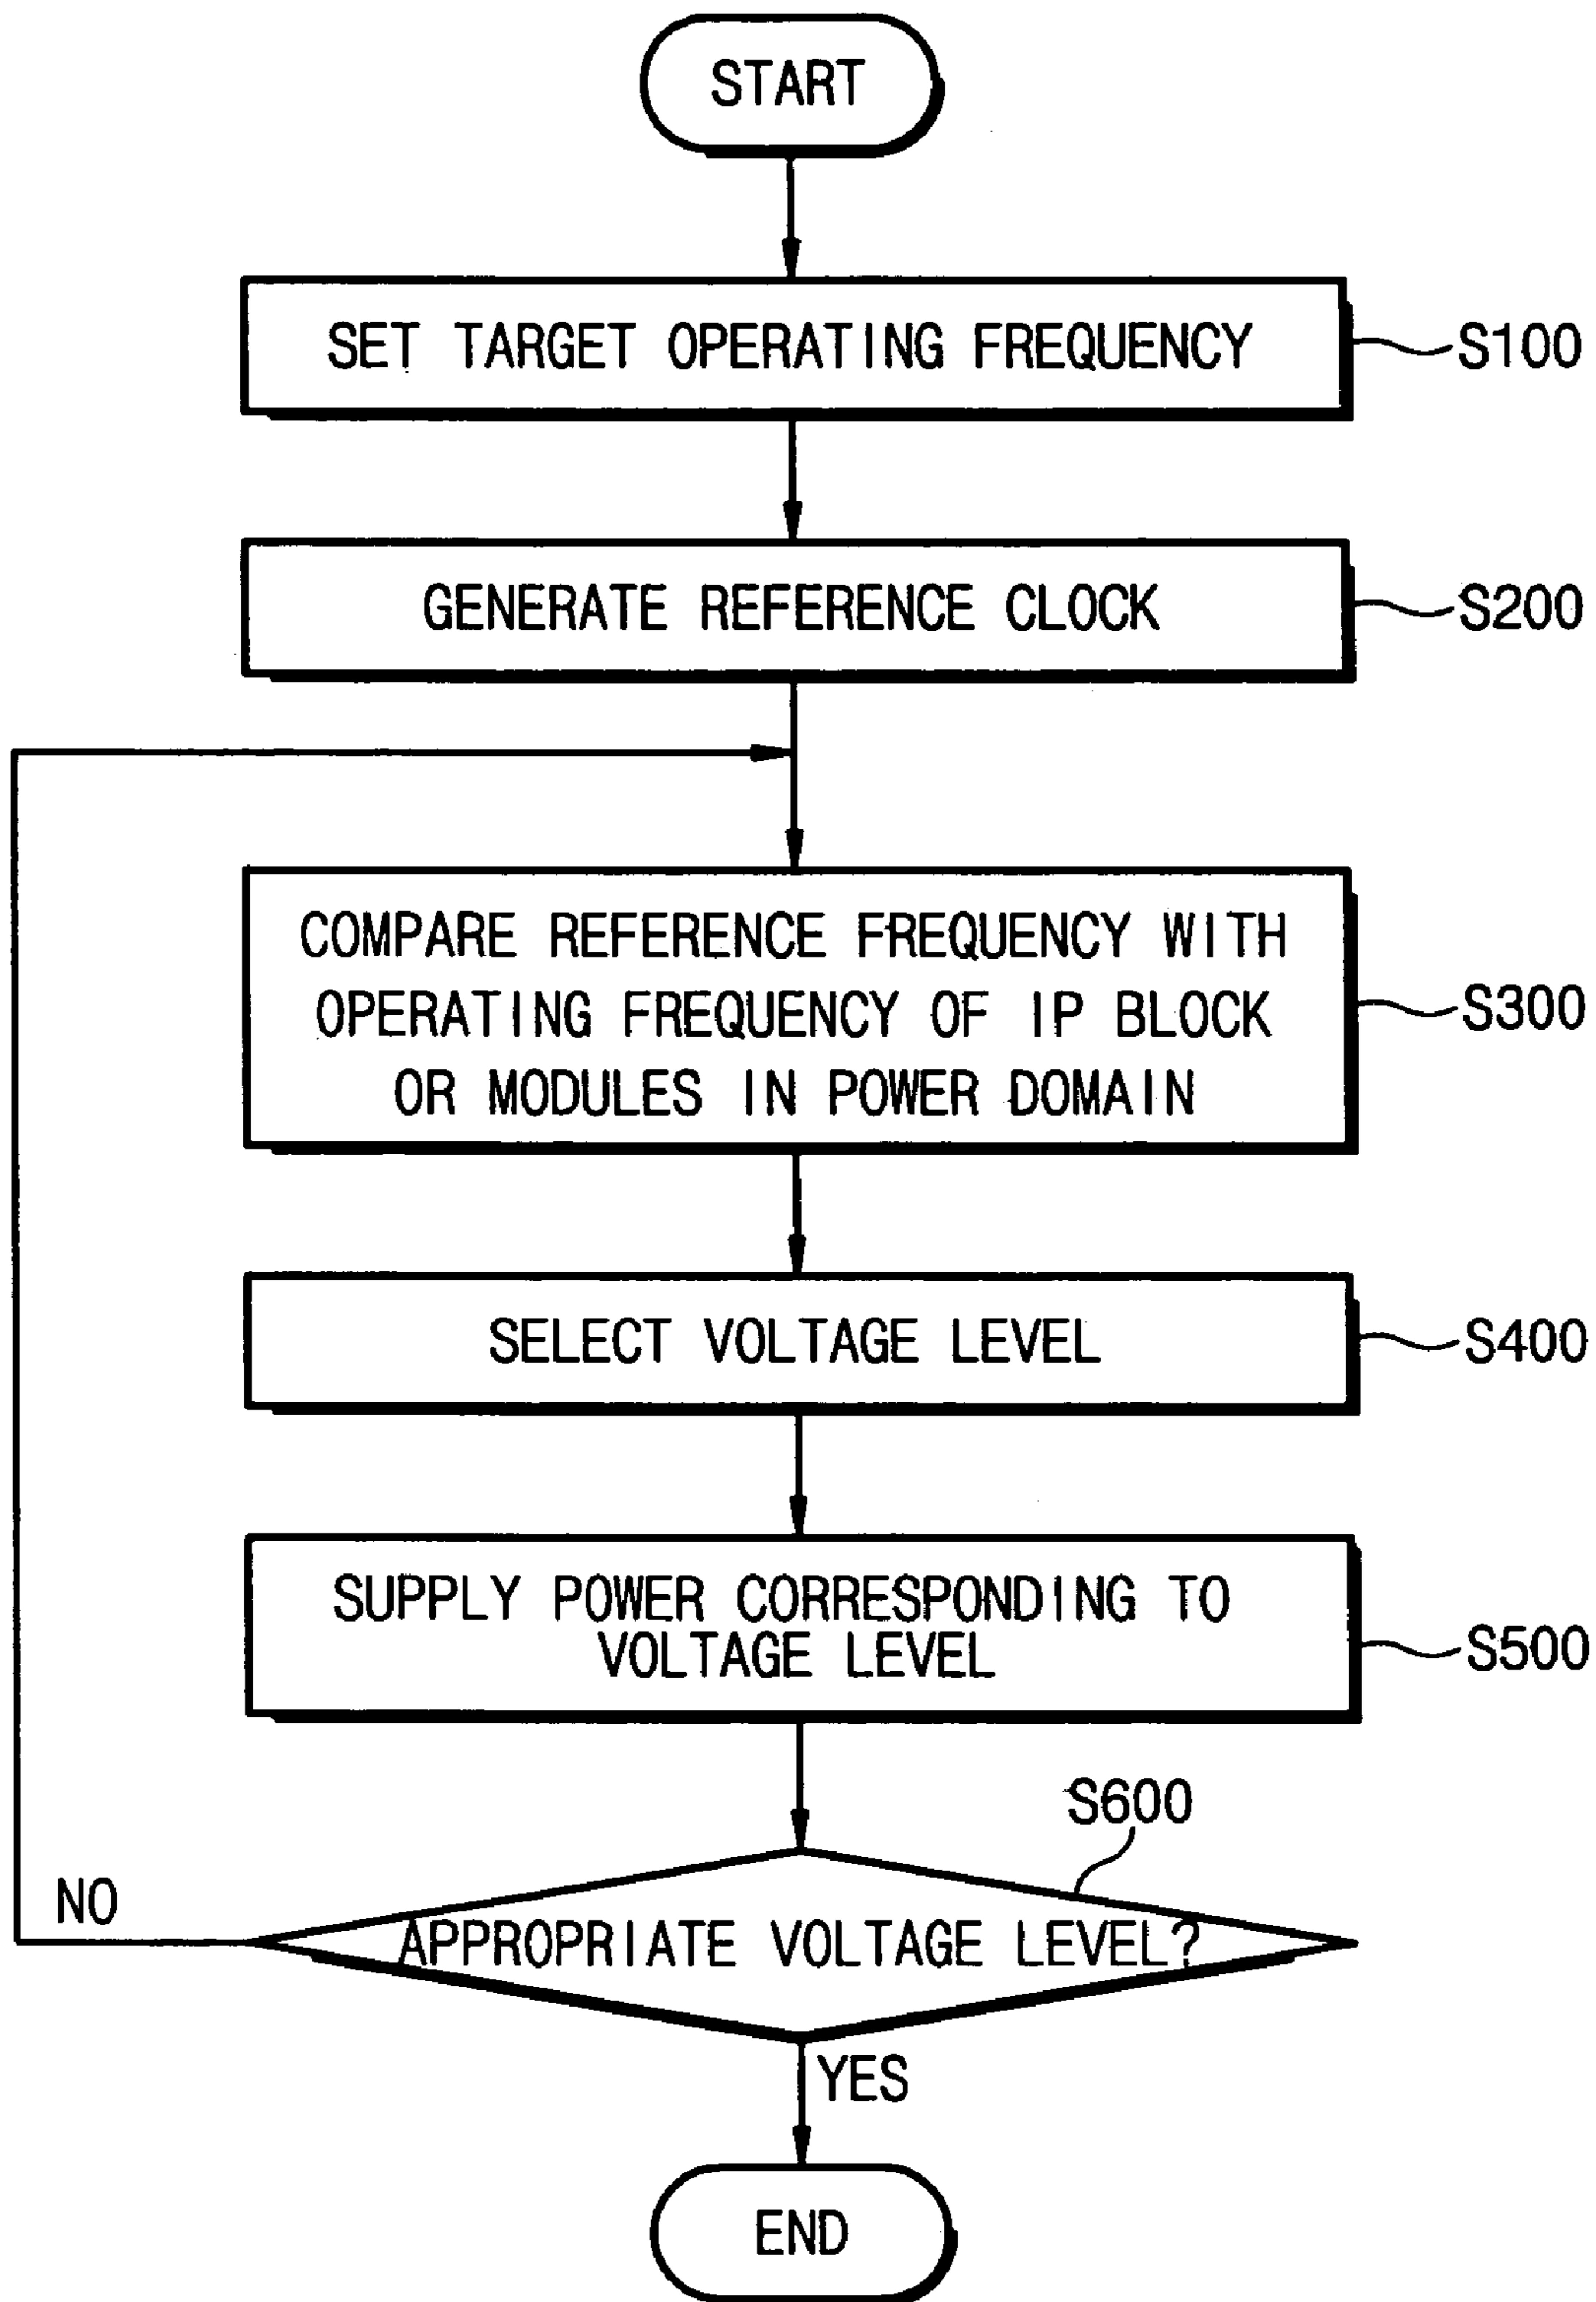 START
SET TARGET OPERATING FREQUENCY
S100
GENERATE REFERENCE CLOCK
S200
COMPARE REFERENCE FREQUENCY WITH
OPERATING FREQUENCY OF IP BLOCK
OR MODULES IN POWER DOMAIN
S300
SELECT VOLTAGE LEVEL
S400
SUPPLY POWER CORRESPONDING TO
VOLTAGE LEVEL
S500
S600
NO
APPROPRIATE VOLTAGE LEVEL?
YES
END